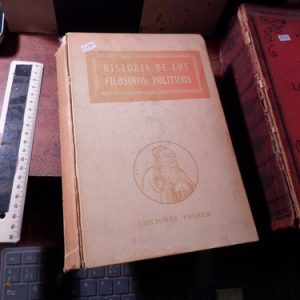 HISTORIA DE LOS
FILOSOFOS POLITICOS
EDICIONES PEUSER